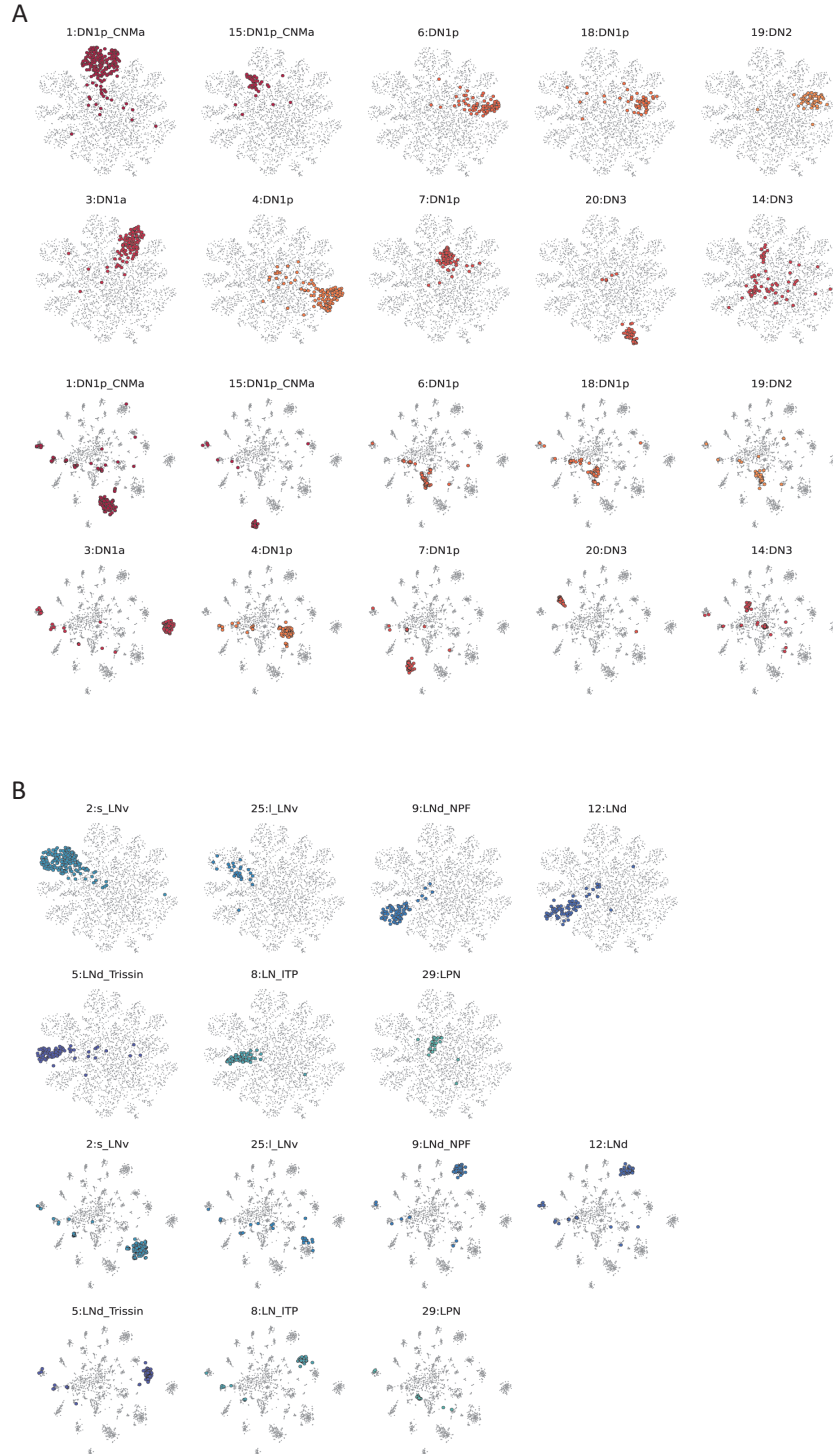 A
1:DN1p_CNMa 15:DN1p_CNMa 6:DN1p 18:DN1p 19:DN2
3:DN1a 4:DN1p 7:DN1p 20:DN3 14:DN3
1:DN1p_CNMa 15:DN1p_CNMa 6:DN1p 18:DN1p 19:DN2
3:DN1a 4:DN1p 7:DN1p 20:DN3 14:DN3
B
2:s_LNv 25:l_LNv 9:LNd_NPF 12:LNd
5:LNd_Trissin 8:LN_ITP 29:LPN
2:s_LNv 25:l_LNv 9:LNd_NPF 12:LNd
5:LNd_Trissin 8:LN_ITP 29:LPN